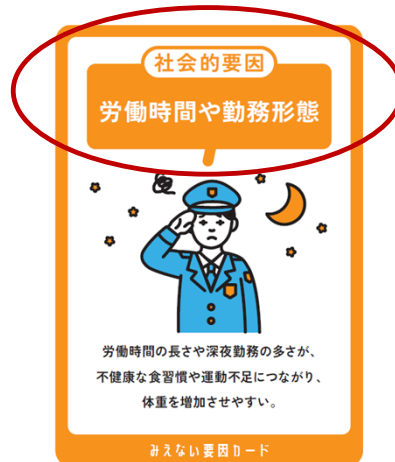 社会的要因
労働時間や勤務形態
労働時間の長さや深夜勤務の多さが、
不健康な食習慣や運動不足につながり、
体重を増加させやすい。
みえない要因カード